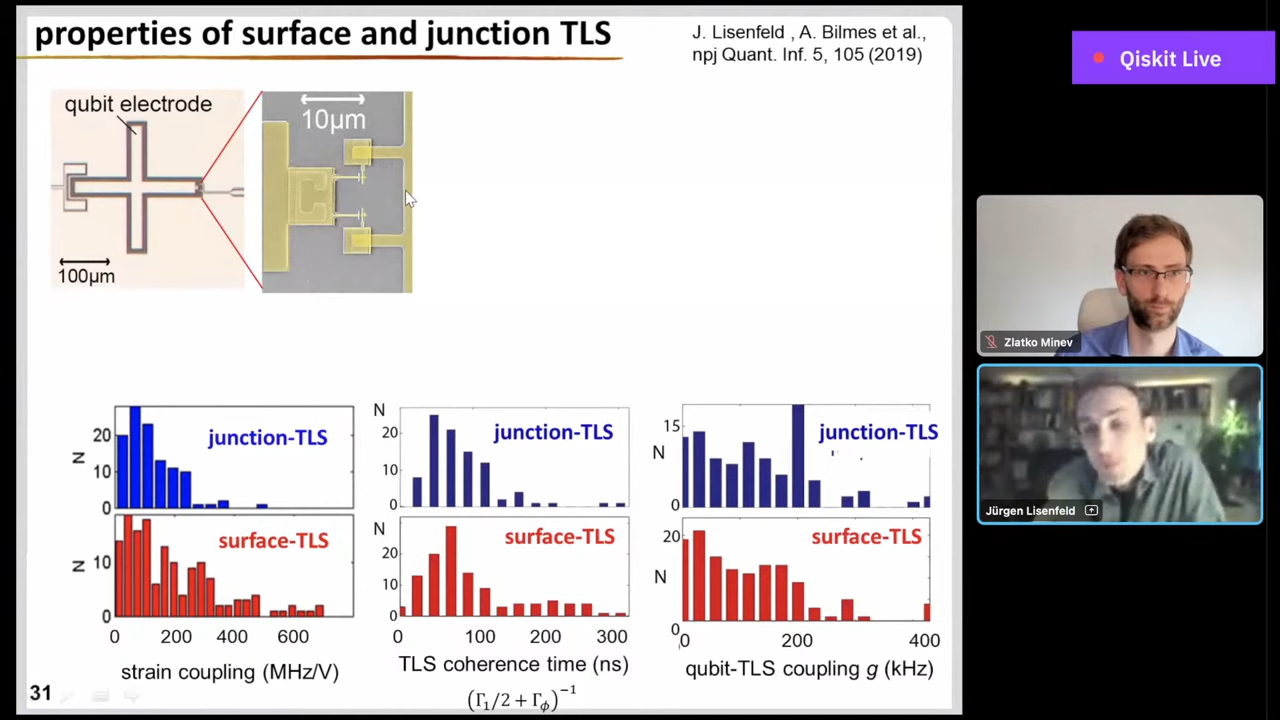 properties of surface and junction TLS
J. Lisenfeld , A. Bilmes et al.,
npj Quant. Inf. 5, 105 (2019)
Qiskit Live
qubit electrode
100µm
10µm
Zlatko Minev
Jürgen Lisenfeld
N
20
10
0
junction-TLS
N
10
0
surface-TLS
0
200
400
600
strain coupling (MHz/V)
N
20
10
0
junction-TLS
N
20
10
0
surface-TLS
0
100
200
300
TLS coherence time (ns)
(Γ₁/2 + Γϕ)⁻¹
N
15
0
junction-TLS
N
20
0
surface-TLS
0
200
400
qubit-TLS coupling g (kHz)
31